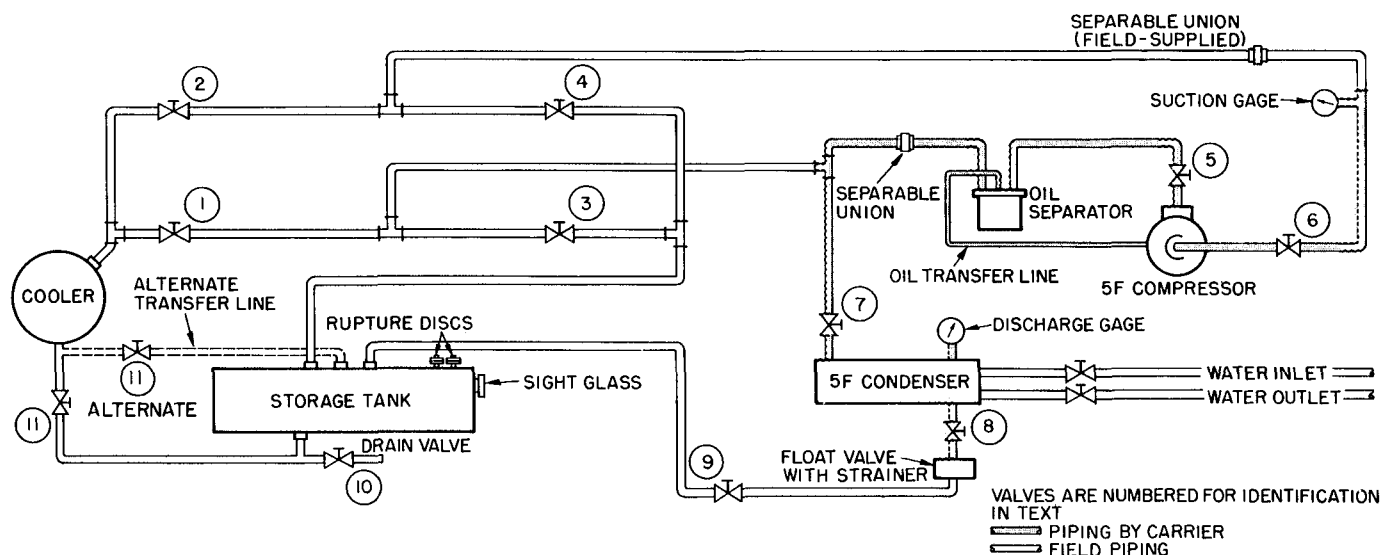 SEPARABLE UNION
(FIELD-SUPPLIED)
2
4
SUCTION GAGE
5
SEPARABLE
UNION
OIL
SEPARATOR
1
3
6
OIL TRANSFER LINE
5F COMPRESSOR
COOLER
ALTERNATE
TRANSFER LINE
7
RUPTURE DISCS
DISCHARGE GAGE
11
ALTERNATE
SIGHT GLASS
5F CONDENSER
WATER INLET
WATER OUTLET
STORAGE TANK
11
DRAIN VALVE
8
9
FLOAT VALVE
WITH STRAINER
10
VALVES ARE NUMBERED FOR IDENTIFICATION
IN TEXT
PIPING BY CARRIER
FIELD PIPING